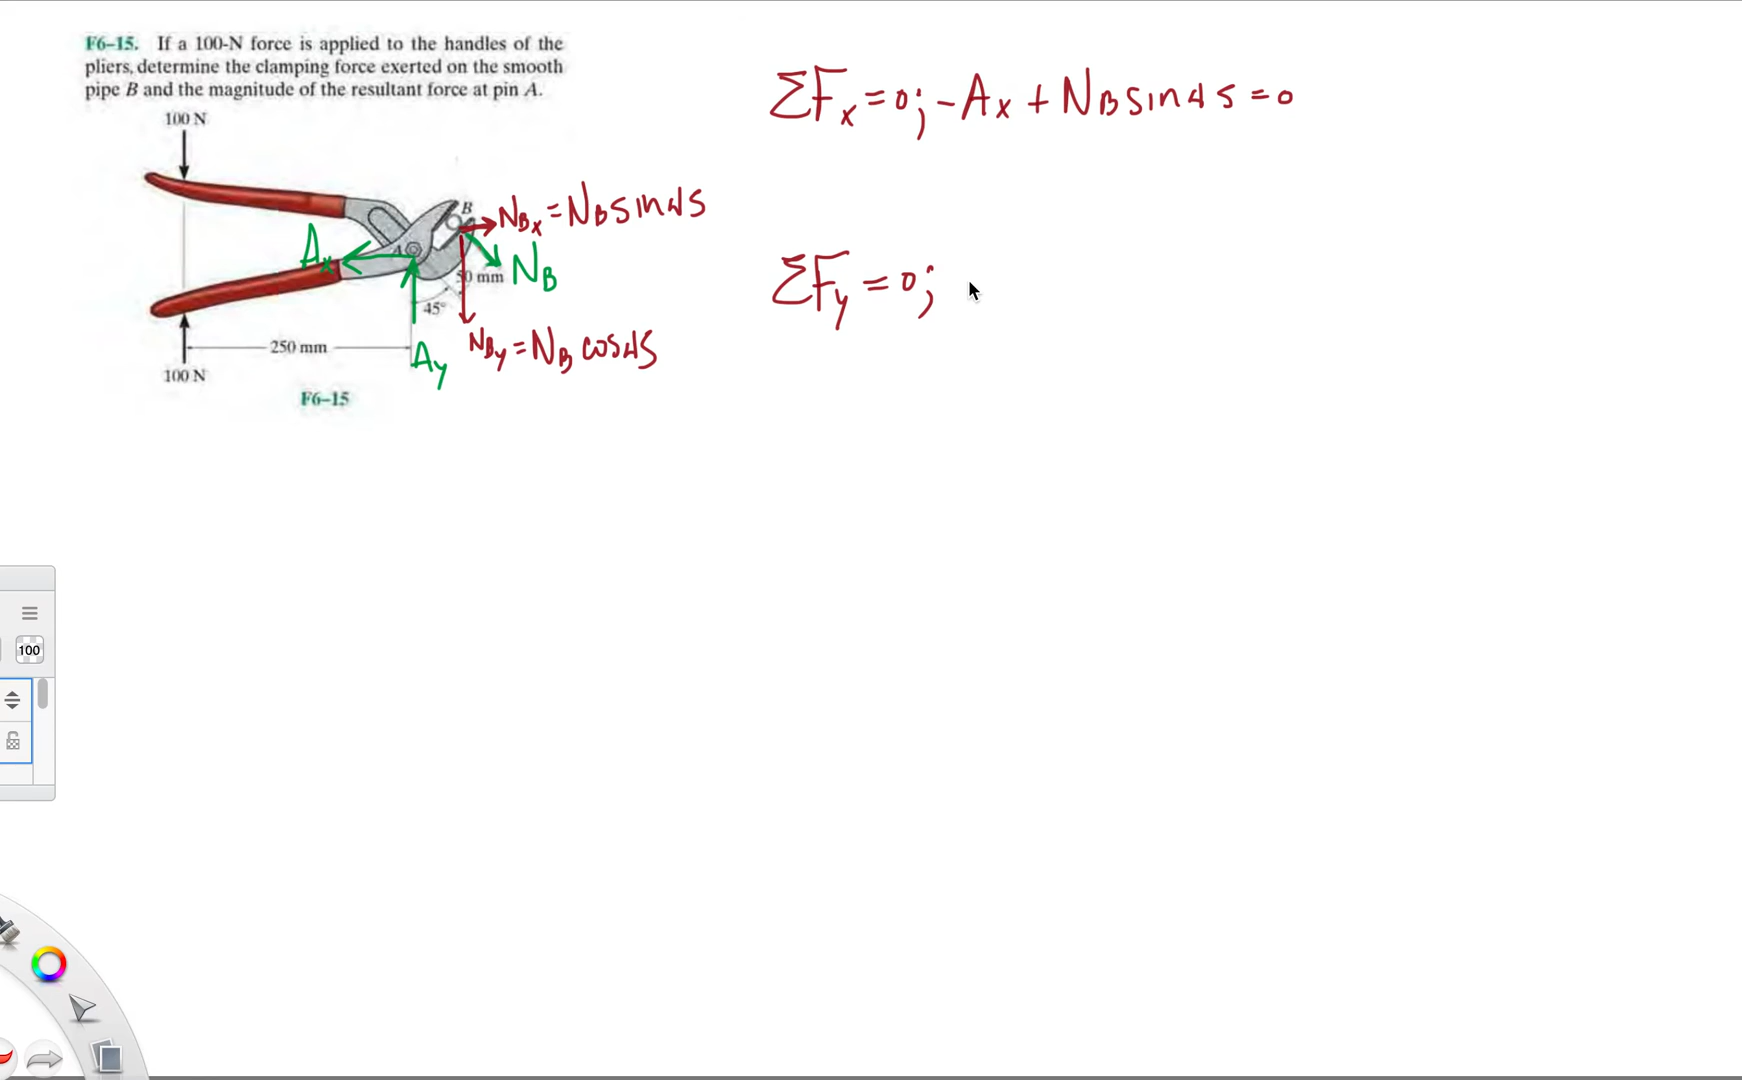 F6–15. If a 100-N force is applied to the handles of the
pliers, determine the clamping force exerted on the smooth
pipe B and the magnitude of the resultant force at pin A.
100 N
B
A
50 mm
45°
250 mm
100 N
F6–15
Ax
Ay
NB
NBx = NB sin45
NBy = NB cos45
ΣFx = 0; -Ax + NB sin45 = 0
ΣFy = 0;
100